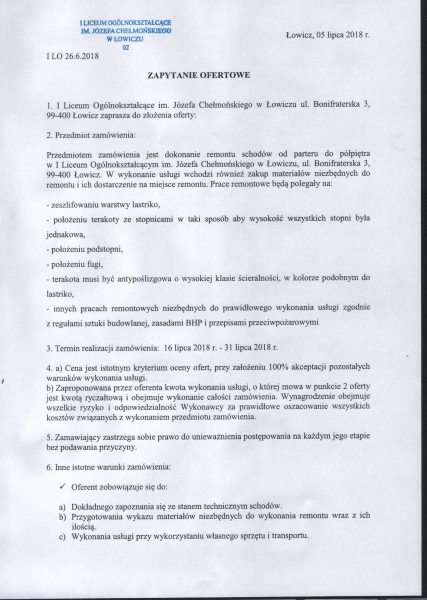 I LICEUM OGÓLNOKSZTAŁCĄCE
IM. JÓZEFA CHEŁMOŃSKIEGO
W ŁOWICZU
02
Łowicz, 05 lipca 2018 r.
I LO 26.6.2018
ZAPYTANIE OFERTOWE
1. I Liceum Ogólnokształcące im. Józefa Chełmońskiego w Łowiczu ul. Bonifraterska 3,
99-400 Łowicz zaprasza do złożenia oferty:
2. Przedmiot zamówienia:
Przedmiotem zamówienia jest dokonanie remontu schodów od parteru do półpiętra
w I Liceum Ogólnokształcącym im. Józefa Chełmońskiego w Łowiczu, ul. Bonifraterska 3,
99-400 Łowicz. W wykonanie usługi wchodzi również zakup materiałów niezbędnych do
remontu i ich dostarczenie na miejsce remontu. Prace remontowe będą polegały na:
- zeszlifowaniu warstwy lastriko,
- położeniu terakoty ze stopnicami w taki sposób aby wysokość wszystkich stopni była
jednakowa,
- położeniu podstopni,
- położeniu fugi,
- terakota musi być antypoślizgowa o wysokiej klasie ścieralności, w kolorze podobnym do
lastriko,
- innych pracach remontowych niezbędnych do prawidłowego wykonania usługi zgodnie
z regułami sztuki budowlanej, zasadami BHP i przepisami przeciwpożarowymi
3. Termin realizacji zamówienia: 16 lipca 2018 r. - 31 lipca 2018 r.
4. a) Cena jest istotnym kryterium oceny ofert, przy założeniu 100% akceptacji pozostałych
warunków wykonania usługi.
b) Zaproponowana przez oferenta kwota wykonania usługi, o której mowa w punkcie 2 oferty
jest kwotą ryczałtową i obejmuje wykonanie całości zamówienia. Wynagrodzenie obejmuje
wszelkie ryzyko i odpowiedzialność Wykonawcy za prawidłowe oszacowanie wszystkich
kosztów związanych z wykonaniem przedmiotu zamówienia.
5. Zamawiający zastrzega sobie prawo do unieważnienia postępowania na każdym jego etapie
bez podawania przyczyny.
6. Inne istotne warunki zamówienia:
✓ Oferent zobowiązuje się do:
a) Dokładnego zapoznania się ze stanem technicznym schodów.
b) Przygotowania wykazu materiałów niezbędnych do wykonania remontu wraz z ich
ilością.
c) Wykonania usługi przy wykorzystaniu własnego sprzętu i transportu.